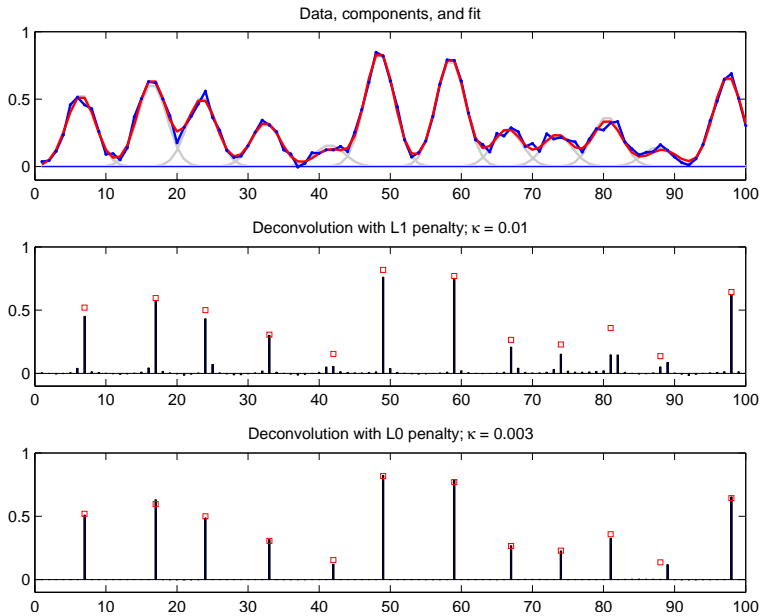 Data, components, and fit
1
0.5
0
0 10 20 30 40 50 60 70 80 90 100
Deconvolution with L1 penalty; κ = 0.01
1
0.5
0
0 10 20 30 40 50 60 70 80 90 100
Deconvolution with L0 penalty; κ = 0.003
1
0.5
0
0 10 20 30 40 50 60 70 80 90 100